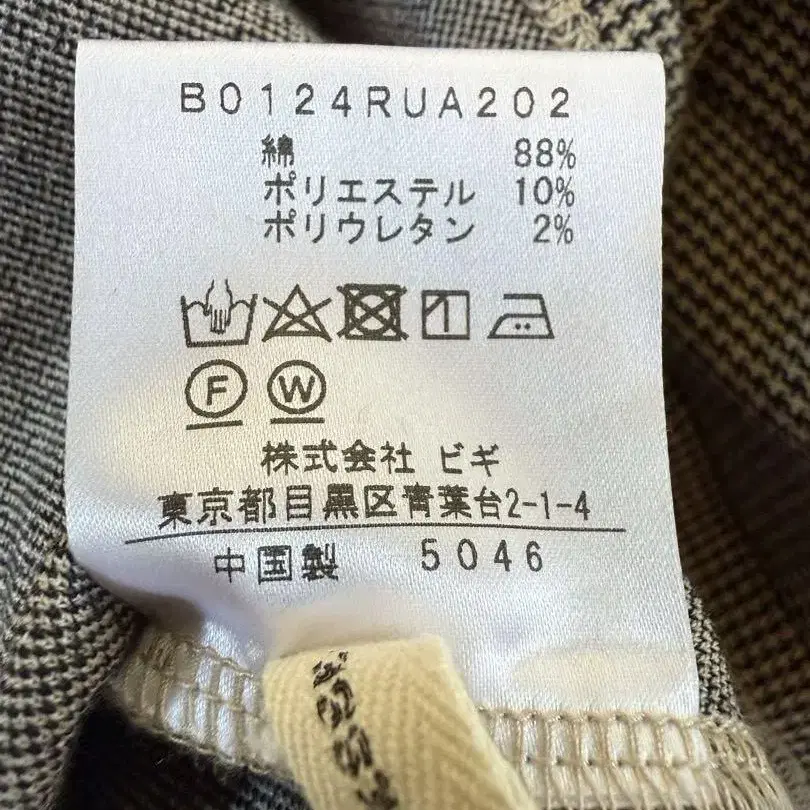 B0124RUA202
綿 88%
ポリエステル 10%
ポリウレタン 2%
F W
株式会社 ビギ
東京都目黒区青葉台2-1-4
中国製 5046